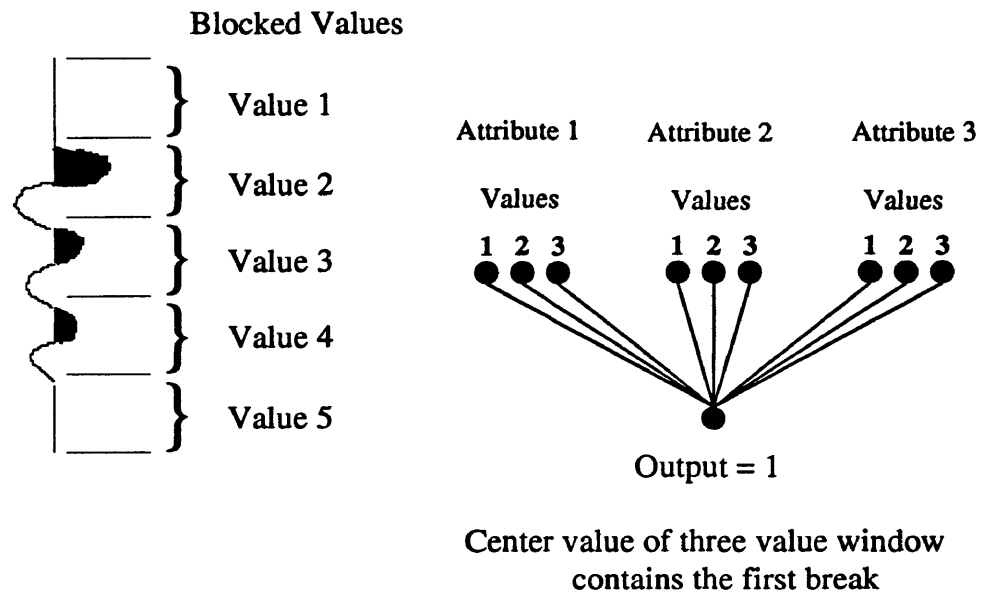 Blocked Values
Value 1
Value 2
Value 3
Value 4
Value 5
Attribute 1 Attribute 2 Attribute 3
Values Values Values
1 2 3 1 2 3 1 2 3
Output = 1
Center value of three value window
contains the first break